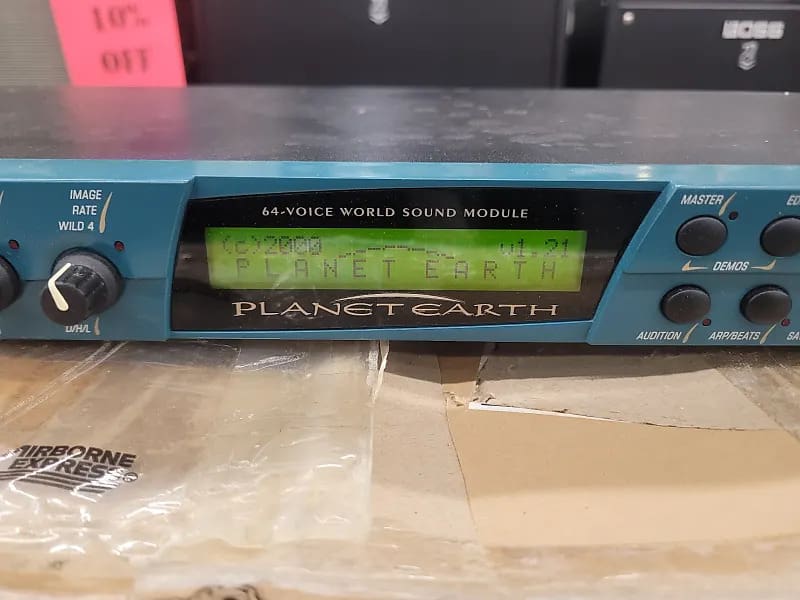 10%
OFF
BOSS
IMAGE
RATE
WILD 4
D/H/L
64-VOICE WORLD SOUND MODULE
(c)2000 v1.21
PLANET EARTH
PLANET EARTH
MASTER
DEMOS
AUDITION
ARP/BEATS
AIRBORNE
EXPRESS